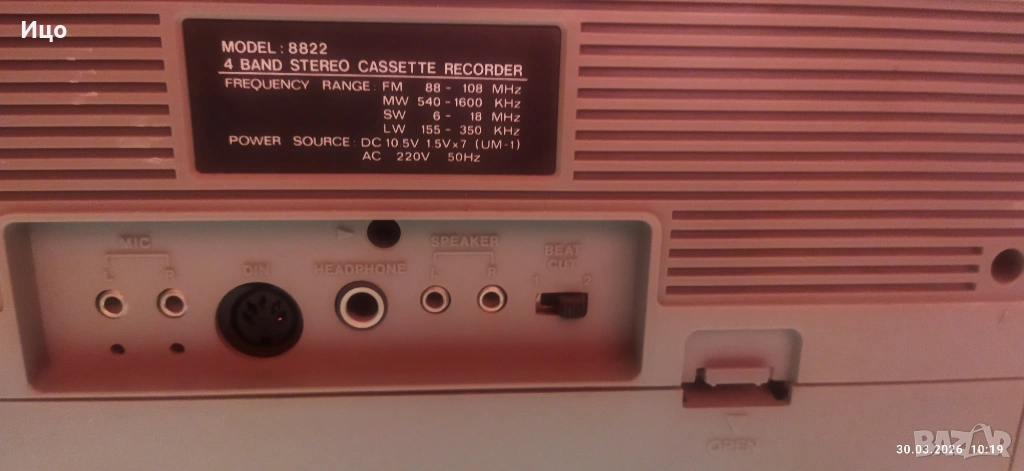 Ицо
MODEL : 8822
4 BAND STEREO CASSETTE RECORDER
FREQUENCY RANGE : FM 88 - 108 MHz
MW 540 - 1600 KHz
SW 6 - 18 MHz
LW 155 - 350 KHz
POWER SOURCE : DC 10.5V 1.5V x 7 (UM-1)
AC 220V 50Hz
MIC
L R
DIN
HEADPHONE
SPEAKER
L R
BEAT
CUT
1 2
OPEN
BAZAR
30.03.2026 10:19